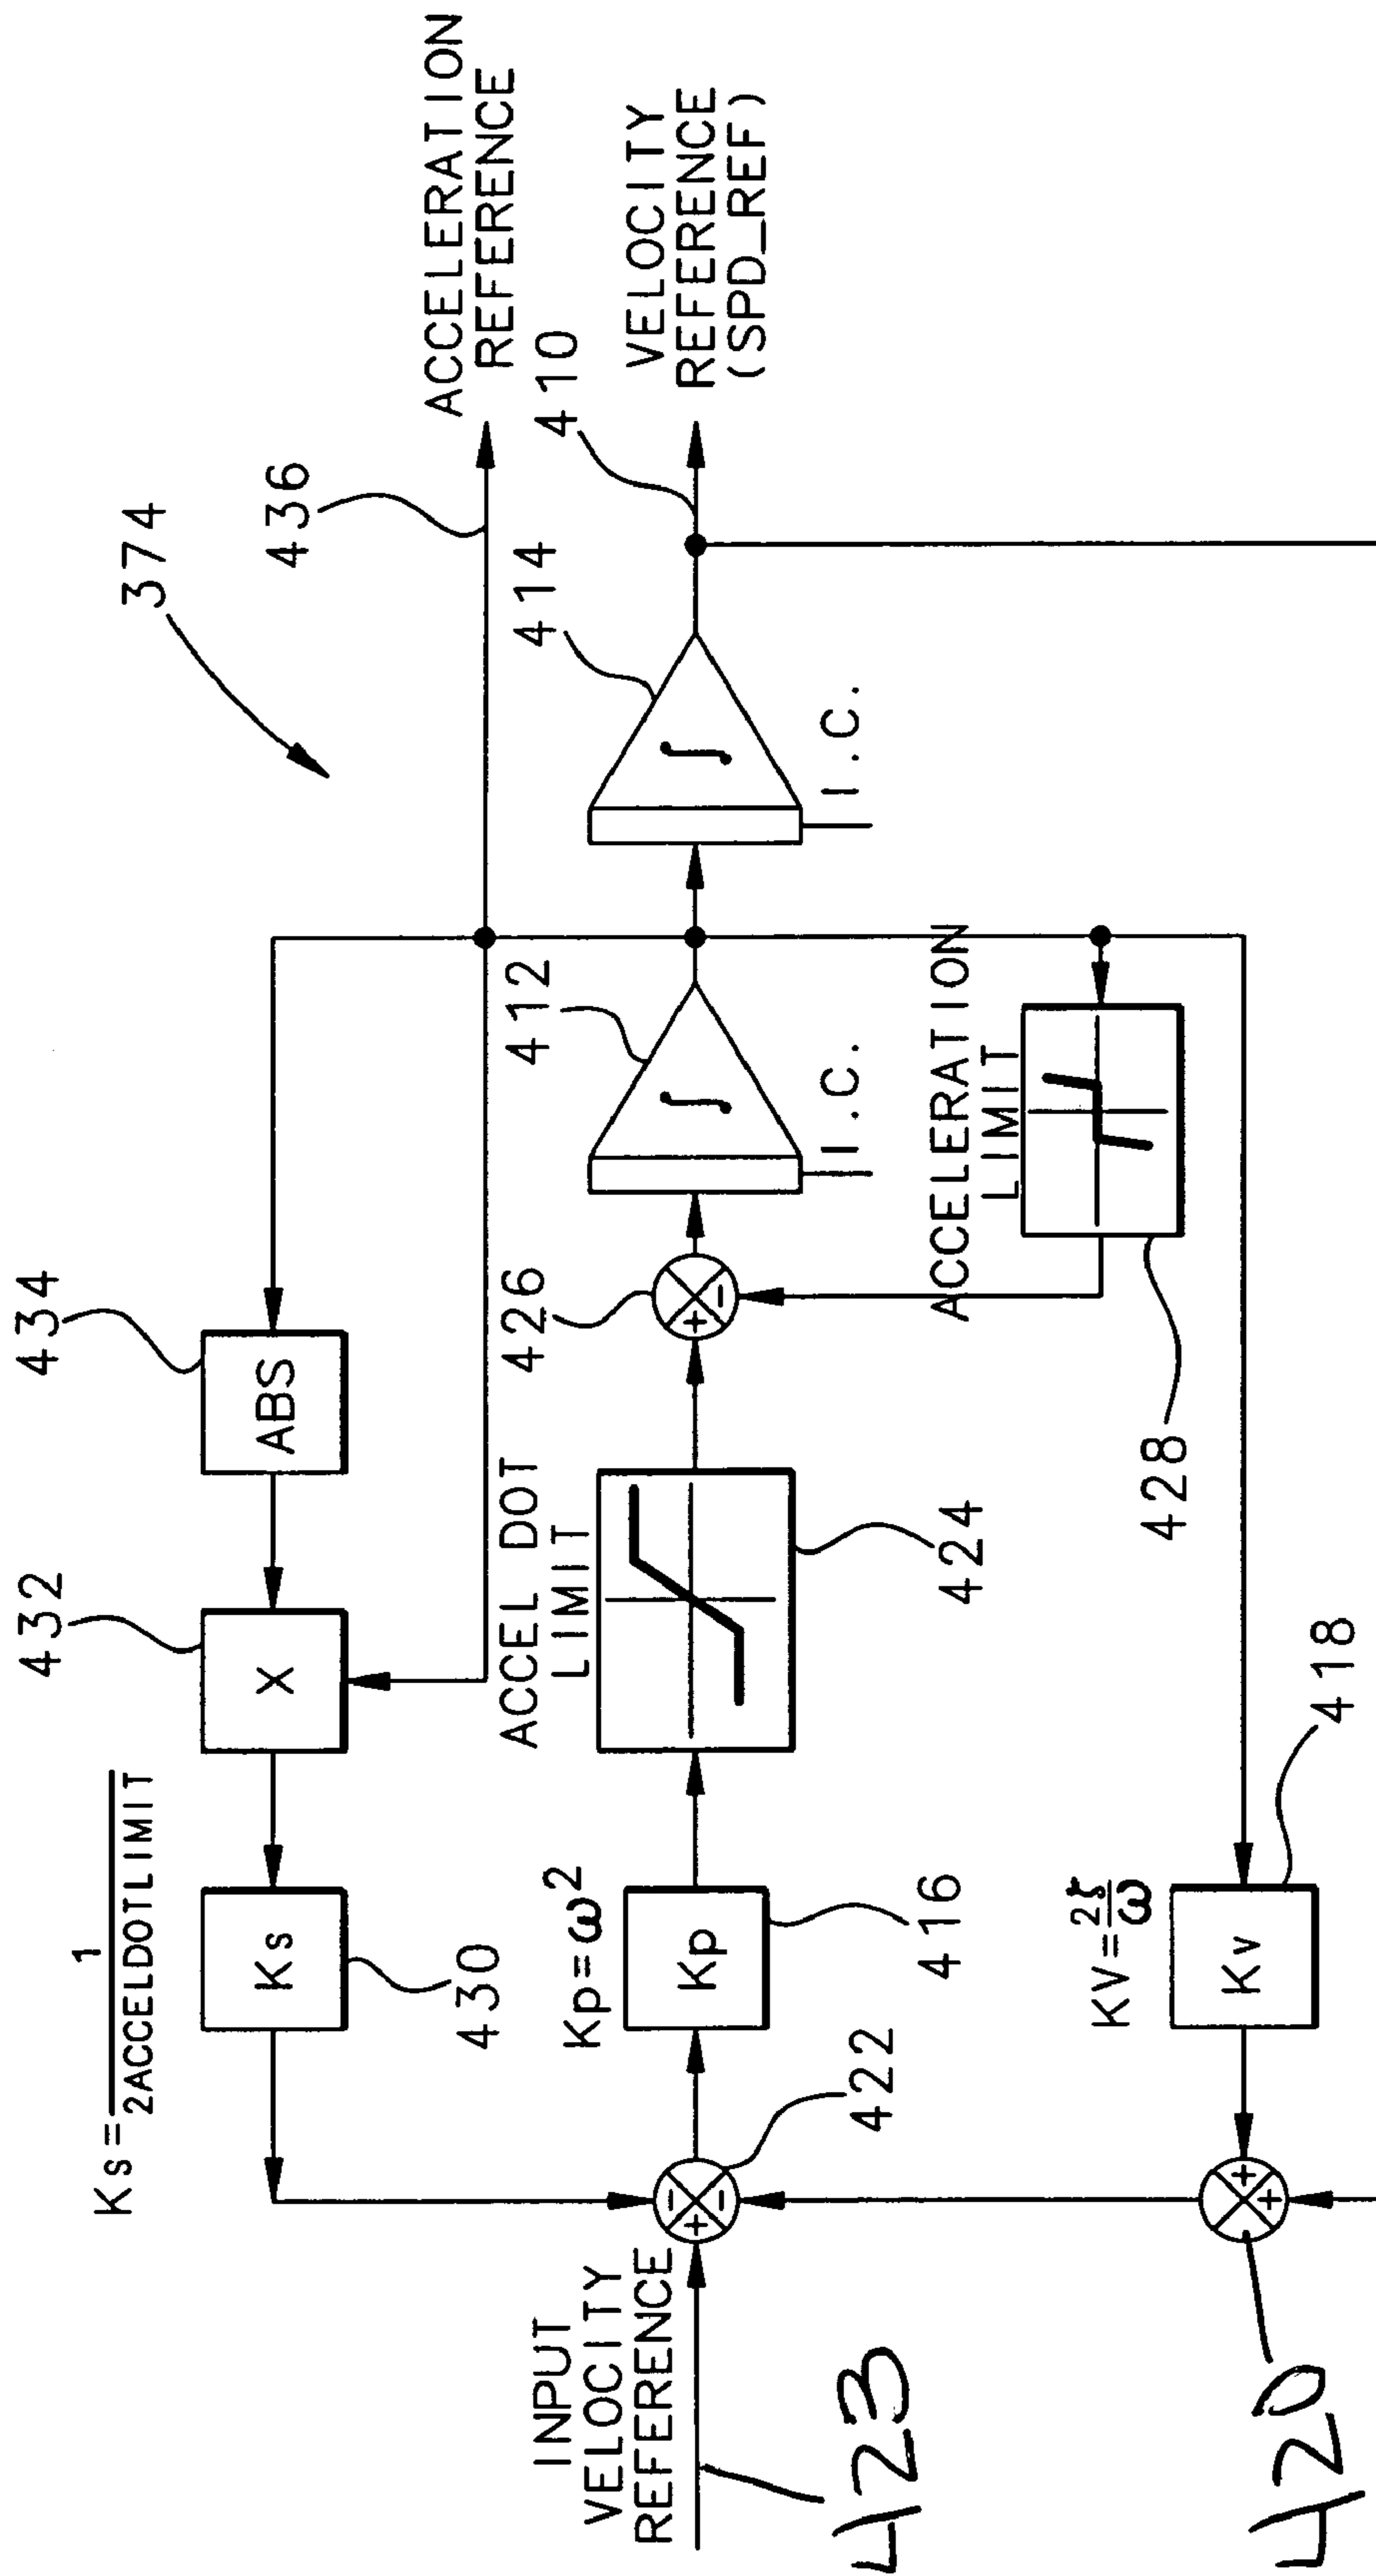 374
434
432
Ks=1/2ACCELDOTLIMIT
ABS
X
Ks
430
436
ACCELERATION
REFERENCE
ACCEL DOT
LIMIT
426
412
414
410
VELOCITY
REFERENCE
(SPD_REF)
INPUT
VELOCITY
REFERENCE
Kp=ω²
Kp
+
-
-
+
-
∫
∫
423
422
416
424
I.C.
I.C.
ACCELERATION
LIMIT
428
KV=2ζ/ω
Kv
418
+
+
420